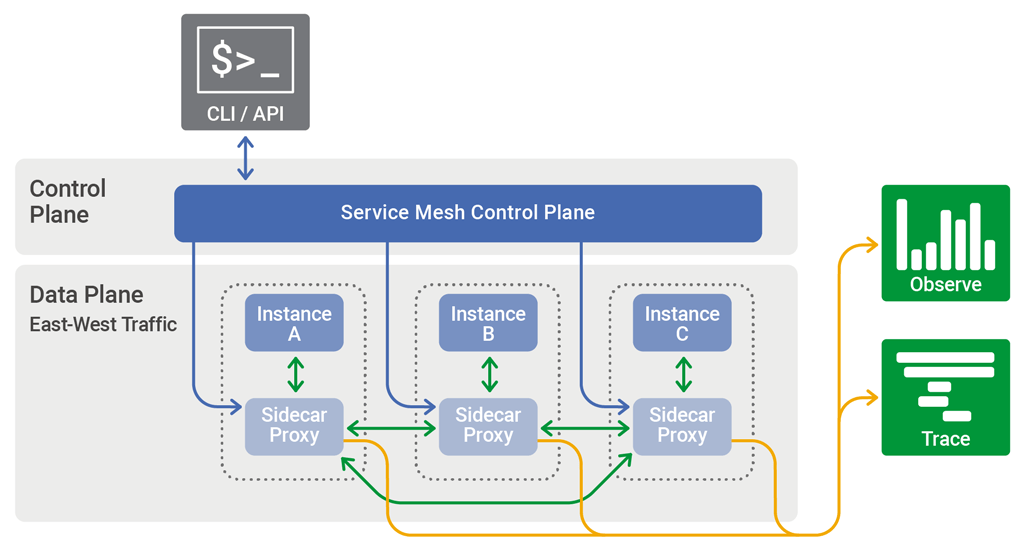 $>_
CLI / API
Control
Plane
Service Mesh Control Plane
Data Plane
East-West Traffic
Instance
A
Instance
B
Instance
C
Sidecar
Proxy
Sidecar
Proxy
Sidecar
Proxy
Observe
Trace